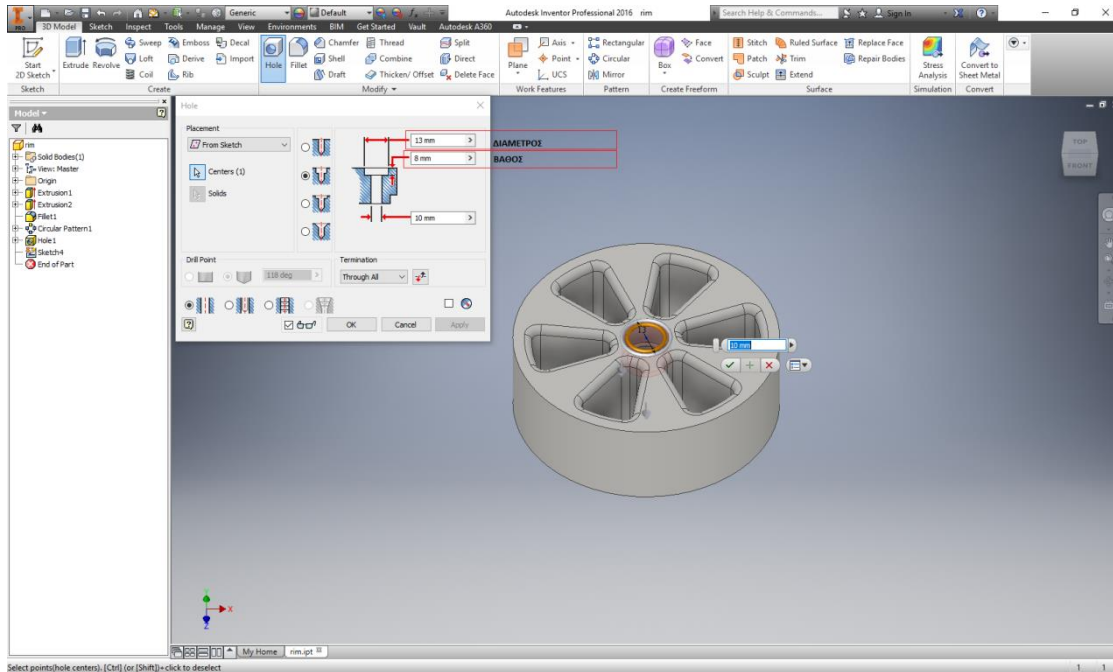 PRO
Generic
Default
Autodesk Inventor Professional 2016 rim
Search Help & Commands...
Sign In
3D Model Sketch Inspect Tools Manage View Environments BIM Get Started Vault Autodesk A360
Start 2D Sketch
Extrude Revolve
Sweep Emboss Decal
Loft Derive Import
Coil Rib
Hole Fillet
Chamfer Thread Split
Shell Combine Direct
Draft Thicken/ Offset Delete Face
Plane
Axis
Point
UCS
Rectangular
Circular
Mirror
Box
Face
Convert
Stitch Ruled Surface Replace Face
Patch Trim Repair Bodies
Sculpt Extend
Stress Analysis
Convert to Sheet Metal
Sketch Create Modify Work Features Pattern Create Freeform Surface Simulation Convert
Model
rim
Solid Bodies(1)
View: Master
Origin
Extrusion1
Extrusion2
Fillet1
Circular Pattern1
Hole1
Sketch4
End of Part
Hole
Placement
From Sketch
Centers (1)
Solids
13 mm
ΔΙΑΜΕΤΡΟΣ
8 mm
ΒΑΘΟΣ
10 mm
Drill Point
118 deg
Termination
Through All
OK Cancel Apply
TOP
FRONT
13
10 mm
Y
X
Z
My Home rim.ipt
Select points(hole centers). [Ctrl] (or [Shift])+click to deselect
1 1